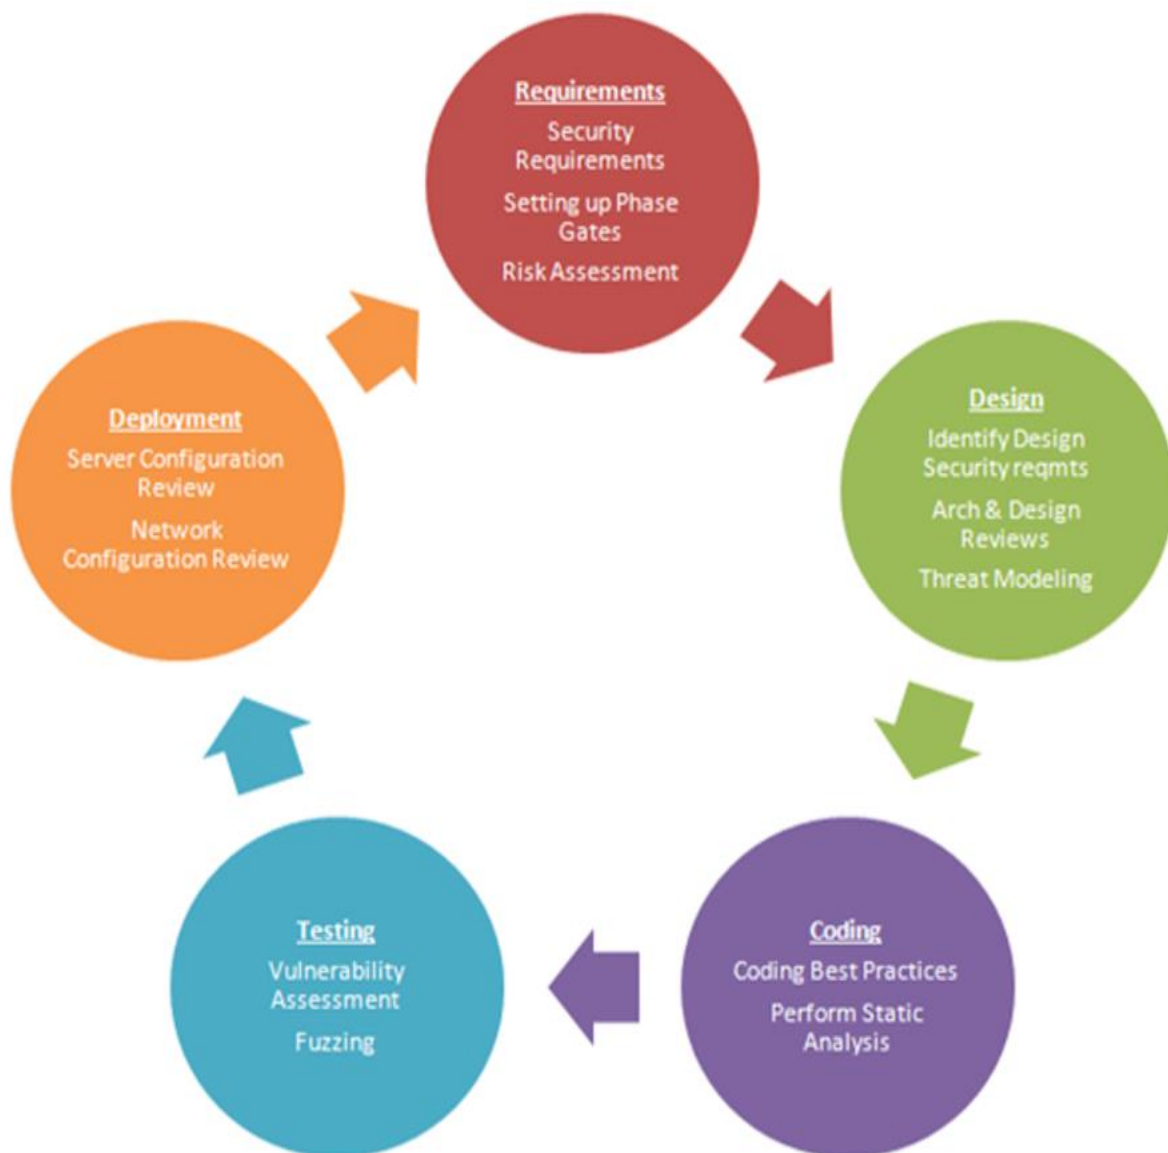 Requirements
Security
Requirements
Setting up Phase
Gates
Risk Assessment
Design
Identify Design
Security reqmts
Arch & Design
Reviews
Threat Modeling
Coding
Coding Best Practices
Perform Static
Analysis
Testing
Vulnerability
Assessment
Fuzzing
Deployment
Server Configuration
Review
Network
Configuration Review